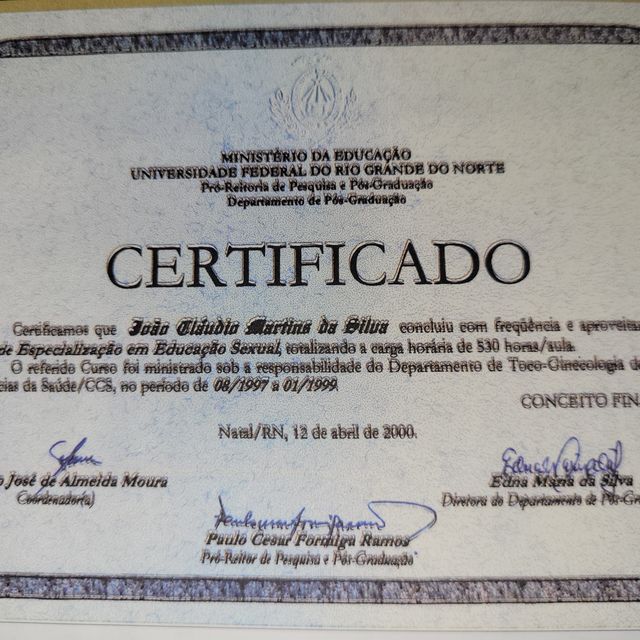 MINISTÉRIO DA EDUCAÇÃO
UNIVERSIDADE FEDERAL DO RIO GRANDE DO NORTE
Pró-Reitoria de Pesquisa e Pós-Graduação
Departamento de Pós-Graduação
CERTIFICADO
Certificamos que João Cláudio Martins da Silva concluiu com freqüência e aproveitam
de Especialização em Educação Sexual, totalizando a carga horária de 530 horas/aula.
O referido Curso foi ministrado sob a responsabilidade do Departamento de Toco-Ginecologia do
cias da Saúde/CCS, no período de 08/1997 a 01/1999.
CONCEITO FINA
Natal/RN, 12 de abril de 2000.
o José de Almeida Moura
Coordenador(a)
Edna Maria da Silva
Diretora do Departamento de Pós-Gra
Paulo Cesar Formiga Ramos
Pró-Reitor de Pesquisa e Pós-Graduação